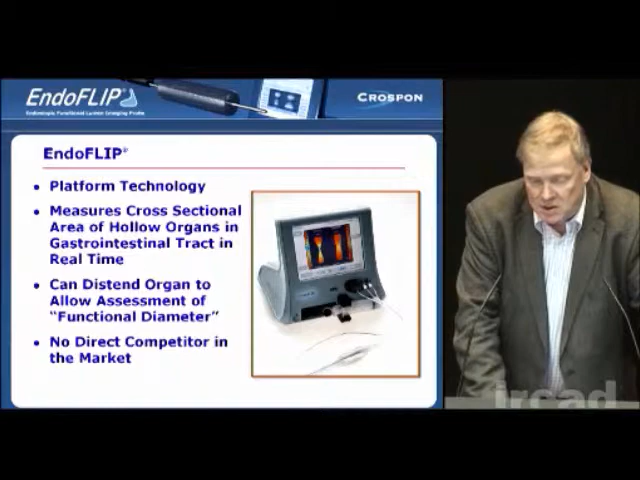 EndoFLIP®
Endoscopic Functional Lumen Imaging Probe
CROSPON
EndoFLIP®
• Platform Technology
• Measures Cross Sectional
Area of Hollow Organs in
Gastrointestinal Tract in
Real Time
• Can Distend Organ to
Allow Assessment of
“Functional Diameter”
• No Direct Competitor in
the Market
ircad